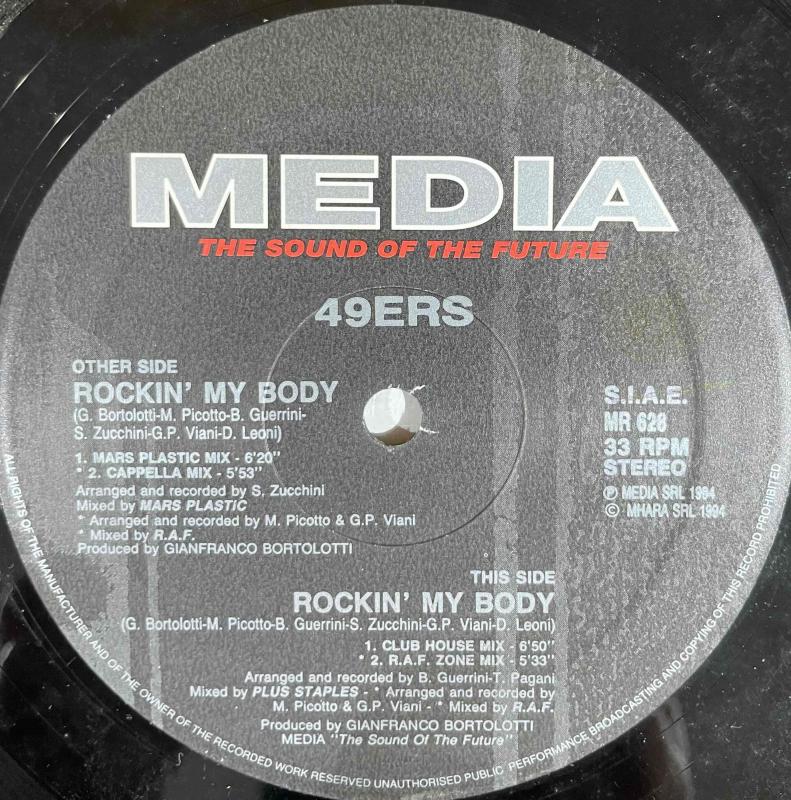 MEDIA
THE SOUND OF THE FUTURE
49ERS
OTHER SIDE
ROCKIN' MY BODY
(G. Bortolotti-M. Picotto-B. Guerrini-
S. Zucchini-G.P. Viani-D. Leoni)
1. MARS PLASTIC MIX - 6'20"
* 2. CAPPELLA MIX - 5'53"
Arranged and recorded by S. Zucchini
Mixed by MARS PLASTIC
* Arranged and recorded by M. Picotto & G.P. Viani
* Mixed by R.A.F.
Produced by GIANFRANCO BORTOLOTTI
S.I.A.E.
MR 626
33 RPM
STEREO
Ⓟ MEDIA SRL 1994
© MHARA SRL 1994
THIS SIDE
ROCKIN' MY BODY
(G. Bortolotti-M. Picotto-B. Guerrini-S. Zucchini-G.P. Viani-D. Leoni)
1. CLUB HOUSE MIX - 6'50"
* 2. R.A.F. ZONE MIX - 5'33"
Arranged and recorded by B. Guerrini-T. Pagani
Mixed by PLUS STAPLES - * Arranged and recorded by
M. Picotto & G.P. Viani - * Mixed by R.A.F.
Produced by GIANFRANCO BORTOLOTTI
MEDIA "The Sound Of The Future"
ALL RIGHTS OF THE MANUFACTURER AND OF THE OWNER OF THE RECORDED WORK RESERVED UNAUTHORISED PUBLIC PERFORMANCE BROADCASTING AND COPYING OF THIS RECORD PROHIBITED